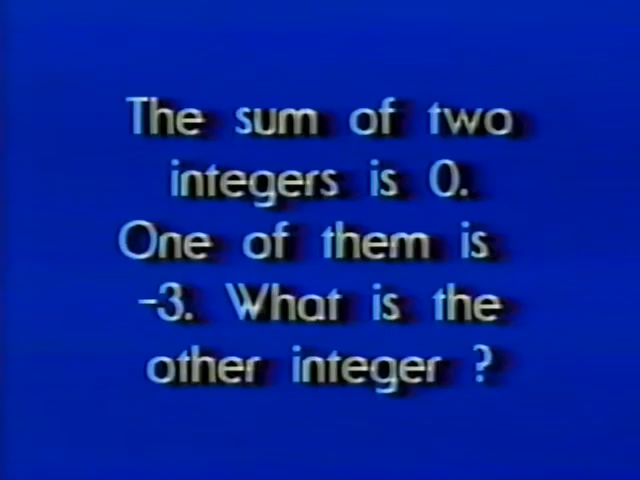 The sum of two
integers is 0.
One of them is
-3. What is the
other integer ?